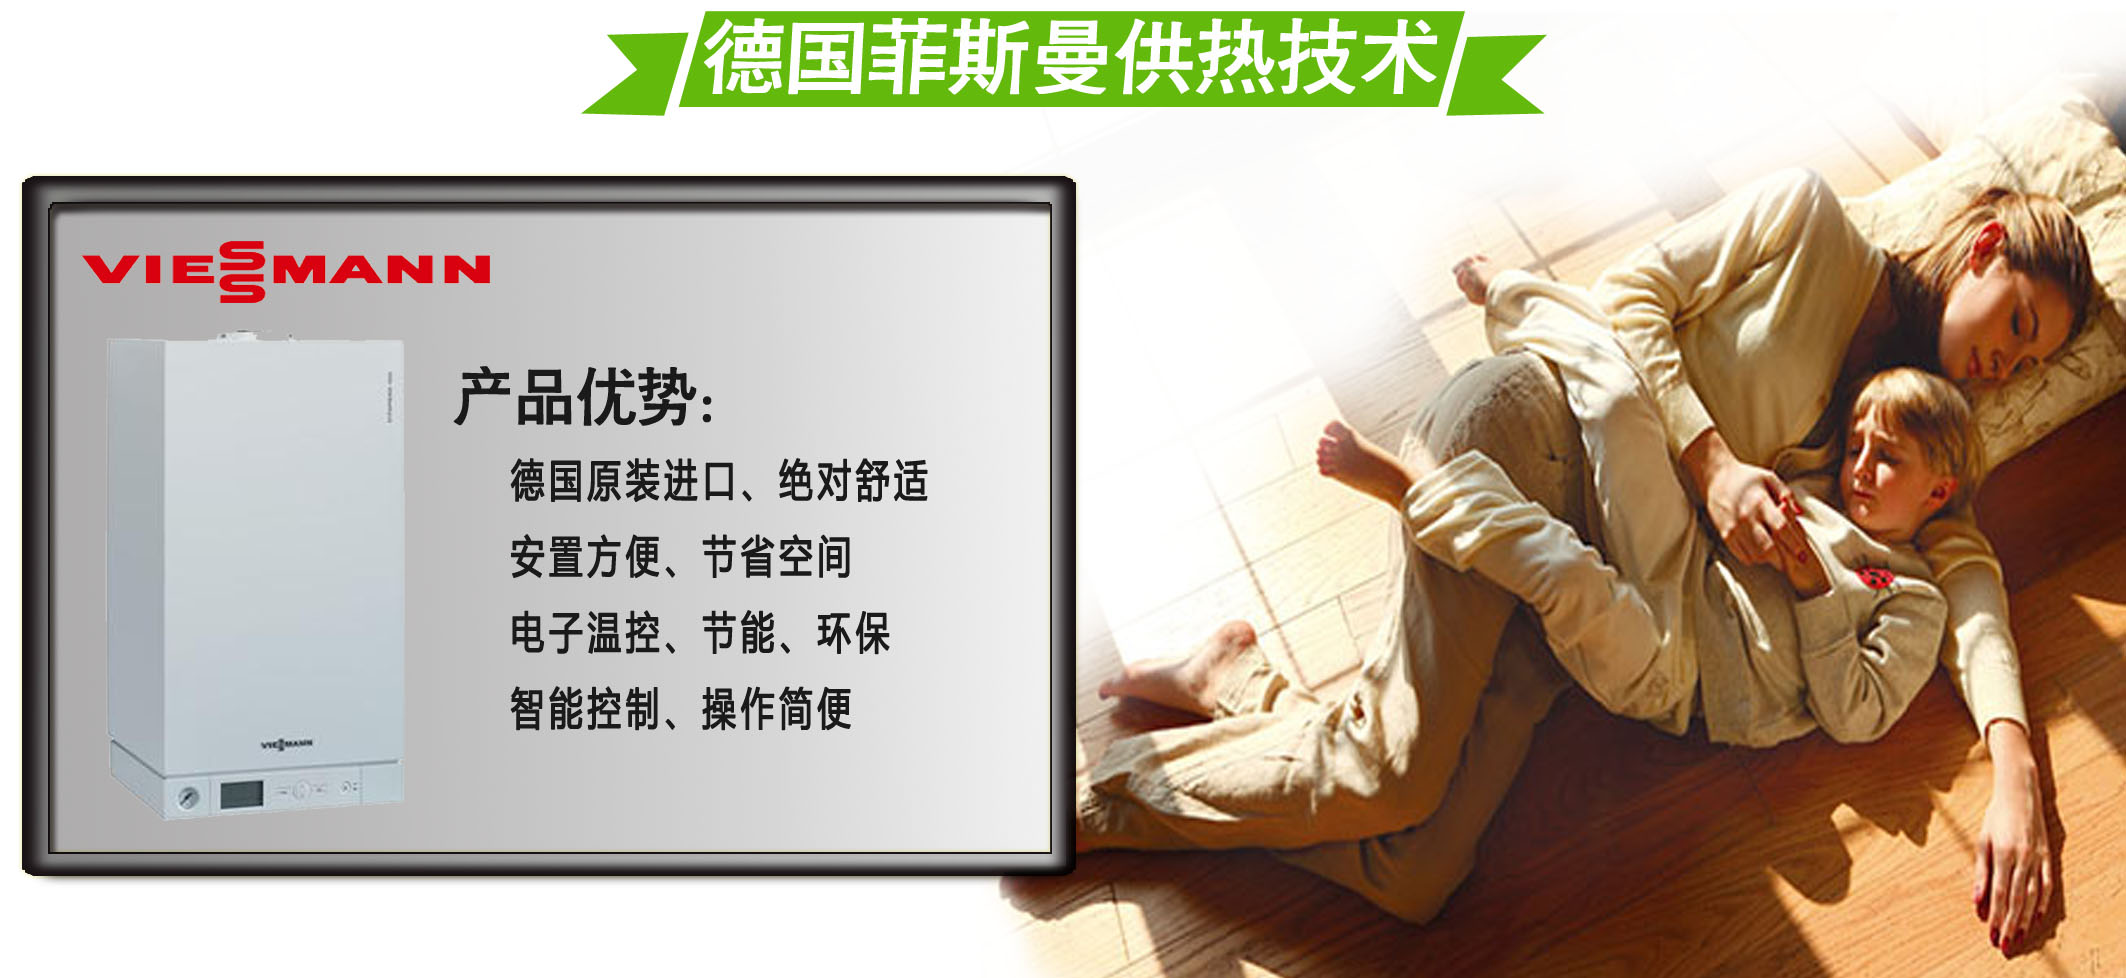 德国菲斯曼供热技术
VIESSMANN
产品优势:
德国原装进口、绝对舒适
安置方便、节省空间
电子温控、节能、环保
智能控制、操作简便
VIESSMANN